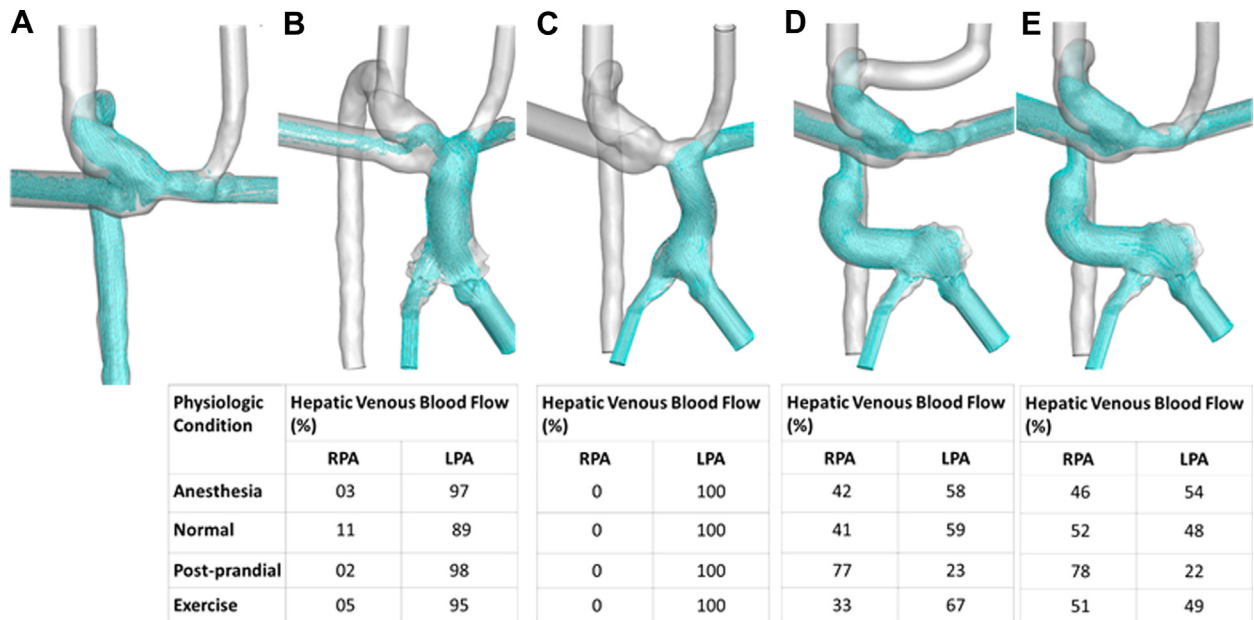 A B C D E
Physiologic Condition Hepatic Venous Blood Flow (%) Hepatic Venous Blood Flow (%) Hepatic Venous Blood Flow (%) Hepatic Venous Blood Flow (%)
RPA LPA RPA LPA RPA LPA RPA LPA
Anesthesia 03 97 0 100 42 58 46 54
Normal 11 89 0 100 41 59 52 48
Post-prandial 02 98 0 100 77 23 78 22
Exercise 05 95 0 100 33 67 51 49